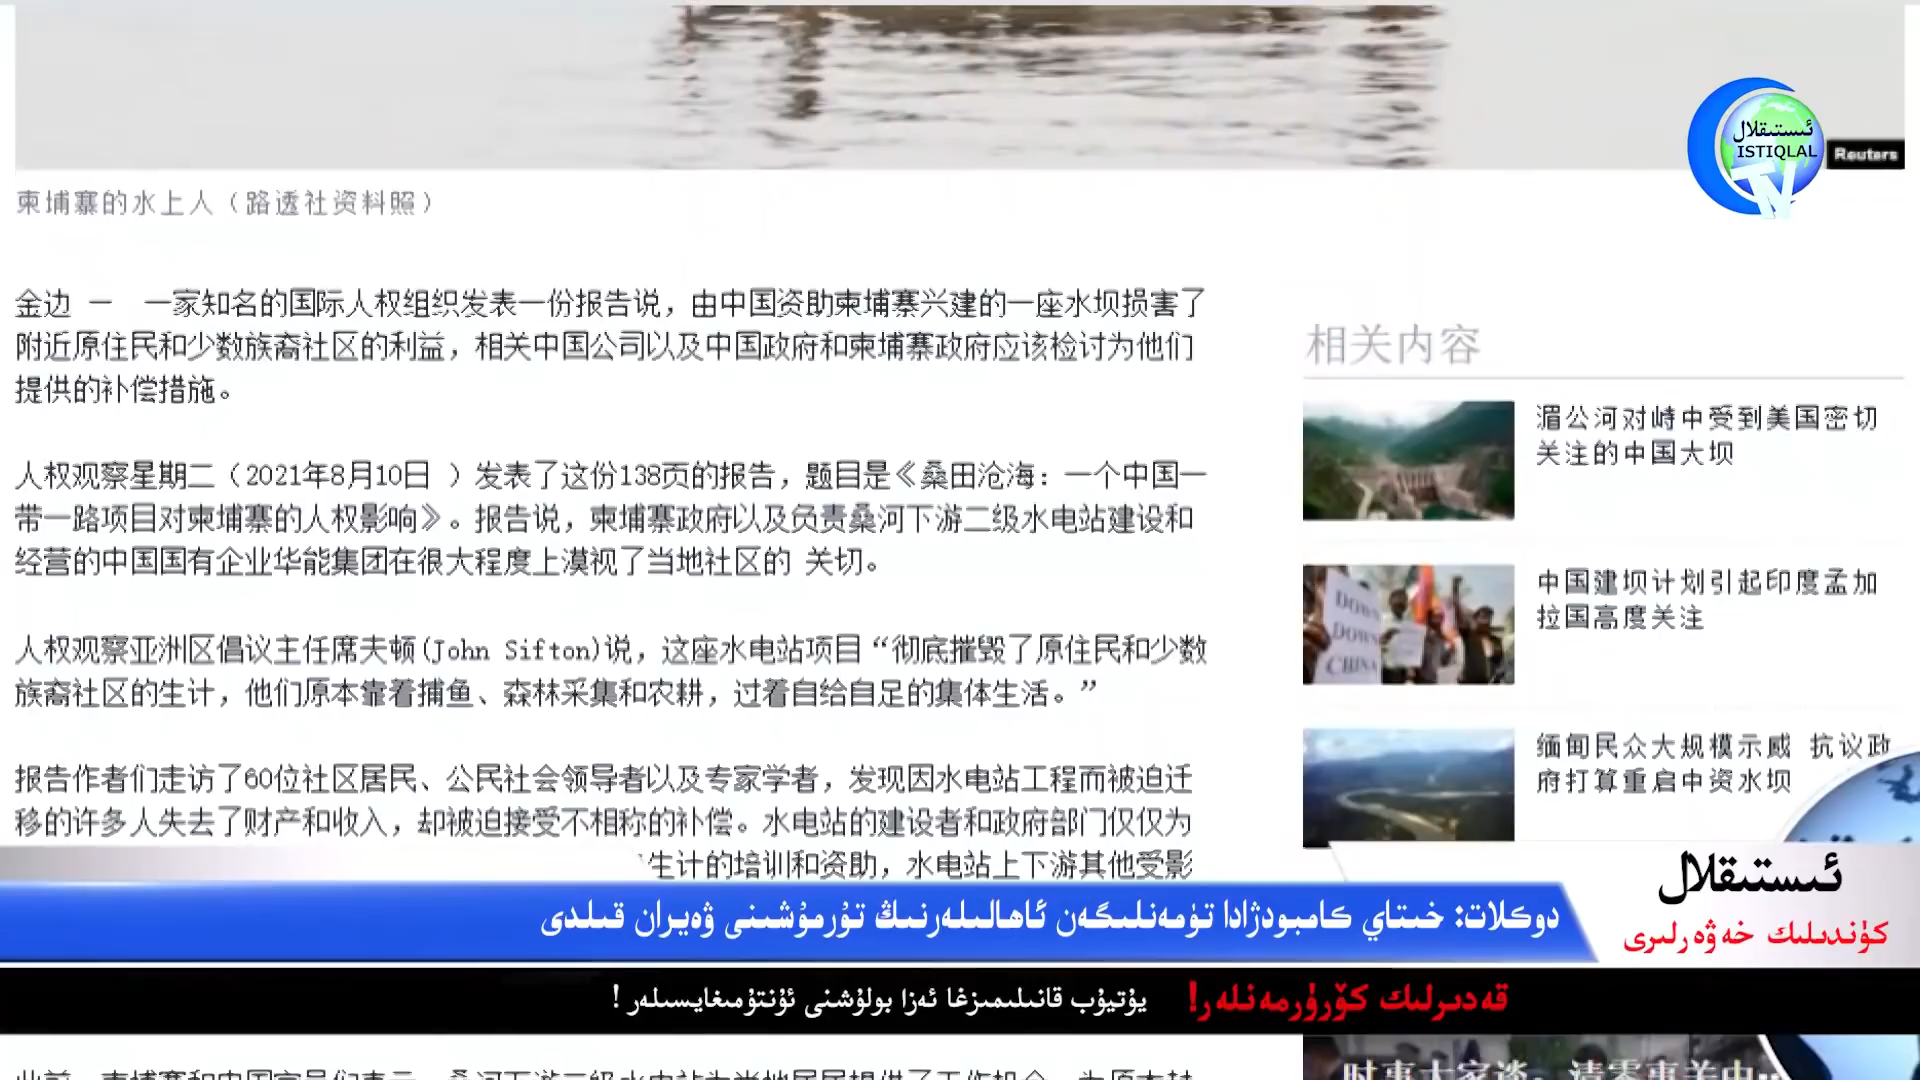 ئىستىقلال
ISTIQLAL
TV
Reuters
柬埔寨的水上人（路透社资料照）
金边 — 一家知名的国际人权组织发表一份报告说，由中国资助柬埔寨兴建的一座水坝损害了
附近原住民和少数族裔社区的利益，相关中国公司以及中国政府和柬埔寨政府应该检讨为他们
提供的补偿措施。
人权观察星期二（2021年8月10日 ）发表了这份138页的报告，题目是《桑田沧海：一个中国一
带一路项目对柬埔寨的人权影响》。报告说，柬埔寨政府以及负责桑河下游二级水电站建设和
经营的中国国有企业华能集团在很大程度上漠视了当地社区的 关切。
人权观察亚洲区倡议主任席夫顿(John Sifton)说，这座水电站项目“彻底摧毁了原住民和少数
族裔社区的生计，他们原本靠着捕鱼、森林采集和农耕，过着自给自足的集体生活。”
报告作者们走访了60位社区居民、公民社会领导者以及专家学者，发现因水电站工程而被迫迁
移的许多人失去了财产和收入，却被迫接受不相称的补偿。水电站的建设者和政府部门仅仅为
生计的培训和资助，水电站上下游其他受影
相关内容
湄公河对峙中受到美国密切
关注的中国大坝
DOWN
DOWN
CHINA
中国建坝计划引起印度孟加
拉国高度关注
缅甸民众大规模示威 抗议政
府打算重启中资水坝
ئىستىقلال
كۈندىلىك خەۋەرلىرى
دوكلات: خىتاي كامبودژادا تۈمەنلىگەن ئاھالىلەرنىڭ تۇرمۇشىنى ۋەيران قىلدى
قەدىرلىك كۆرۈرمەنلەر! يۇتيۇب قانىلىمىزغا ئەزا بولۇشنى ئۇنتۇمىغايسىلەر !